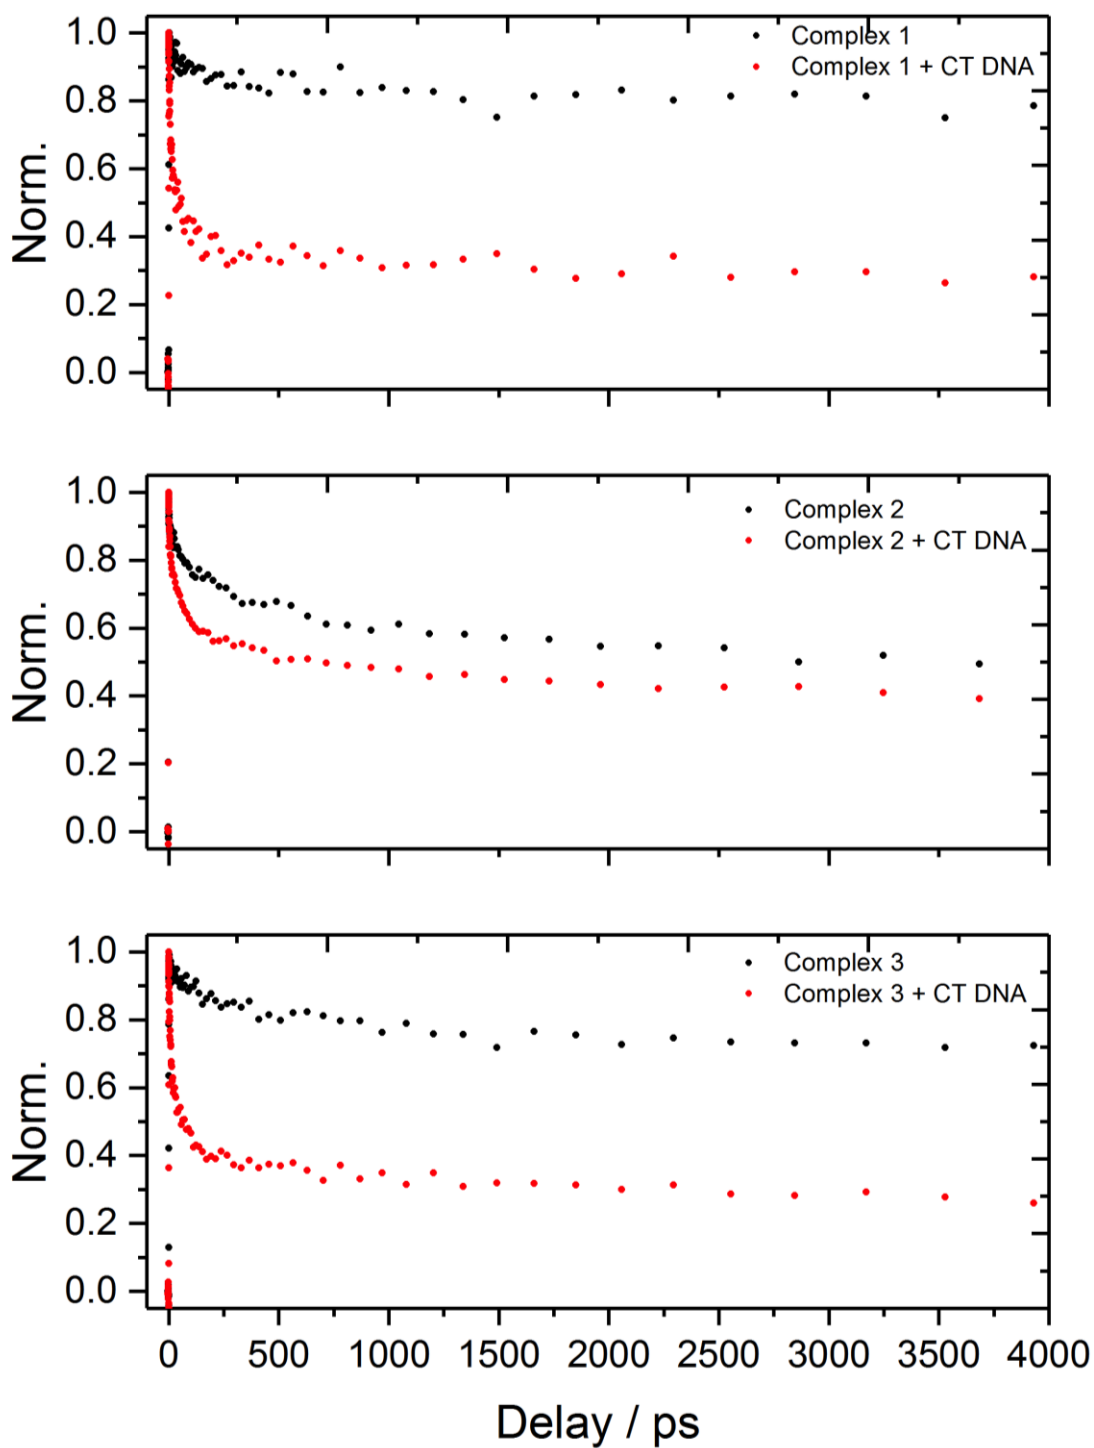 Norm.
1.0
0.8
0.6
0.4
0.2
0.0
Complex 1
Complex 1 + CT DNA
Norm.
1.0
0.8
0.6
0.4
0.2
0.0
Complex 2
Complex 2 + CT DNA
Norm.
1.0
0.8
0.6
0.4
0.2
0.0
Complex 3
Complex 3 + CT DNA
0 500 1000 1500 2000 2500 3000 3500 4000
Delay / ps